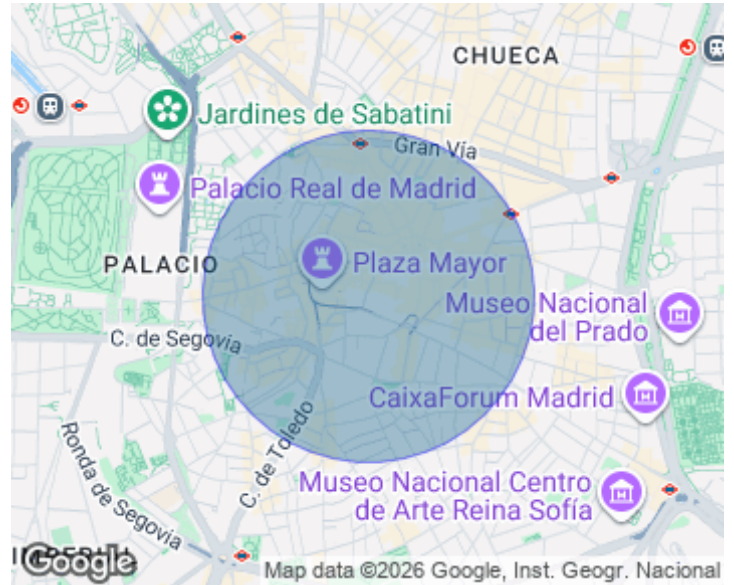 CHUECA
Jardines de Sabatini
Gran Vía
Palacio Real de Madrid
PALACIO
Plaza Mayor
Museo Nacional
del Prado
C. de Segovia
CaixaForum Madrid
C. de Toledo
Ronda de Segovia
Museo Nacional Centro
de Arte Reina Sofía
IMPERIAL
Google
Map data ©2026 Google, Inst. Geogr. Nacional